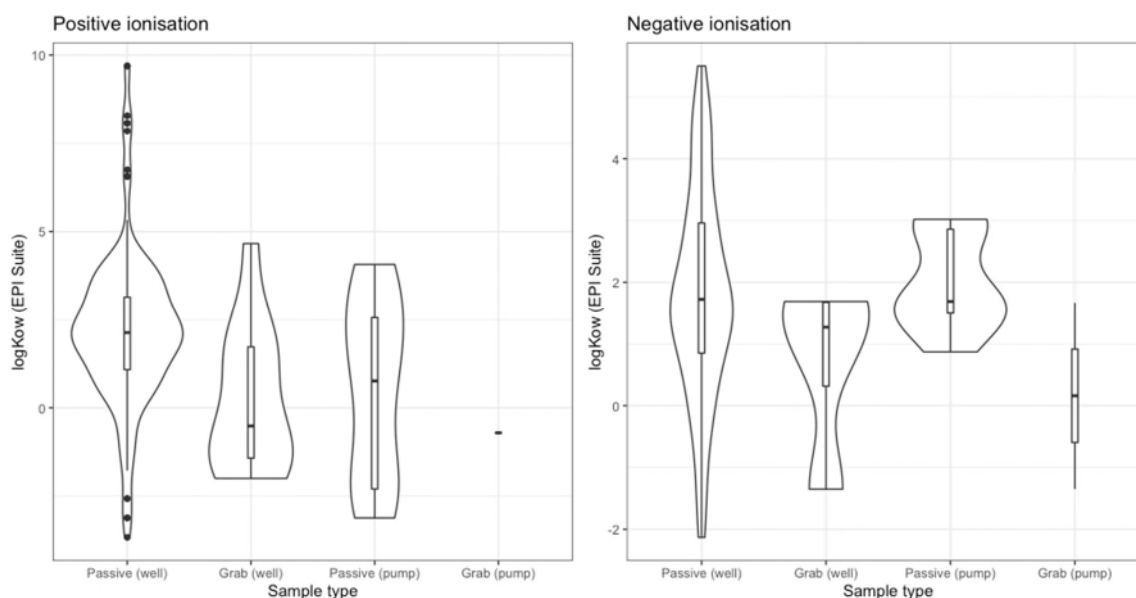 Positive ionisation
logKow (EPI Suite)
10
5
0
Passive (well) Grab (well) Passive (pump) Grab (pump)
Sample type
Negative ionisation
logKow (EPI Suite)
4
2
0
-2
Passive (well) Grab (well) Passive (pump) Grab (pump)
Sample type